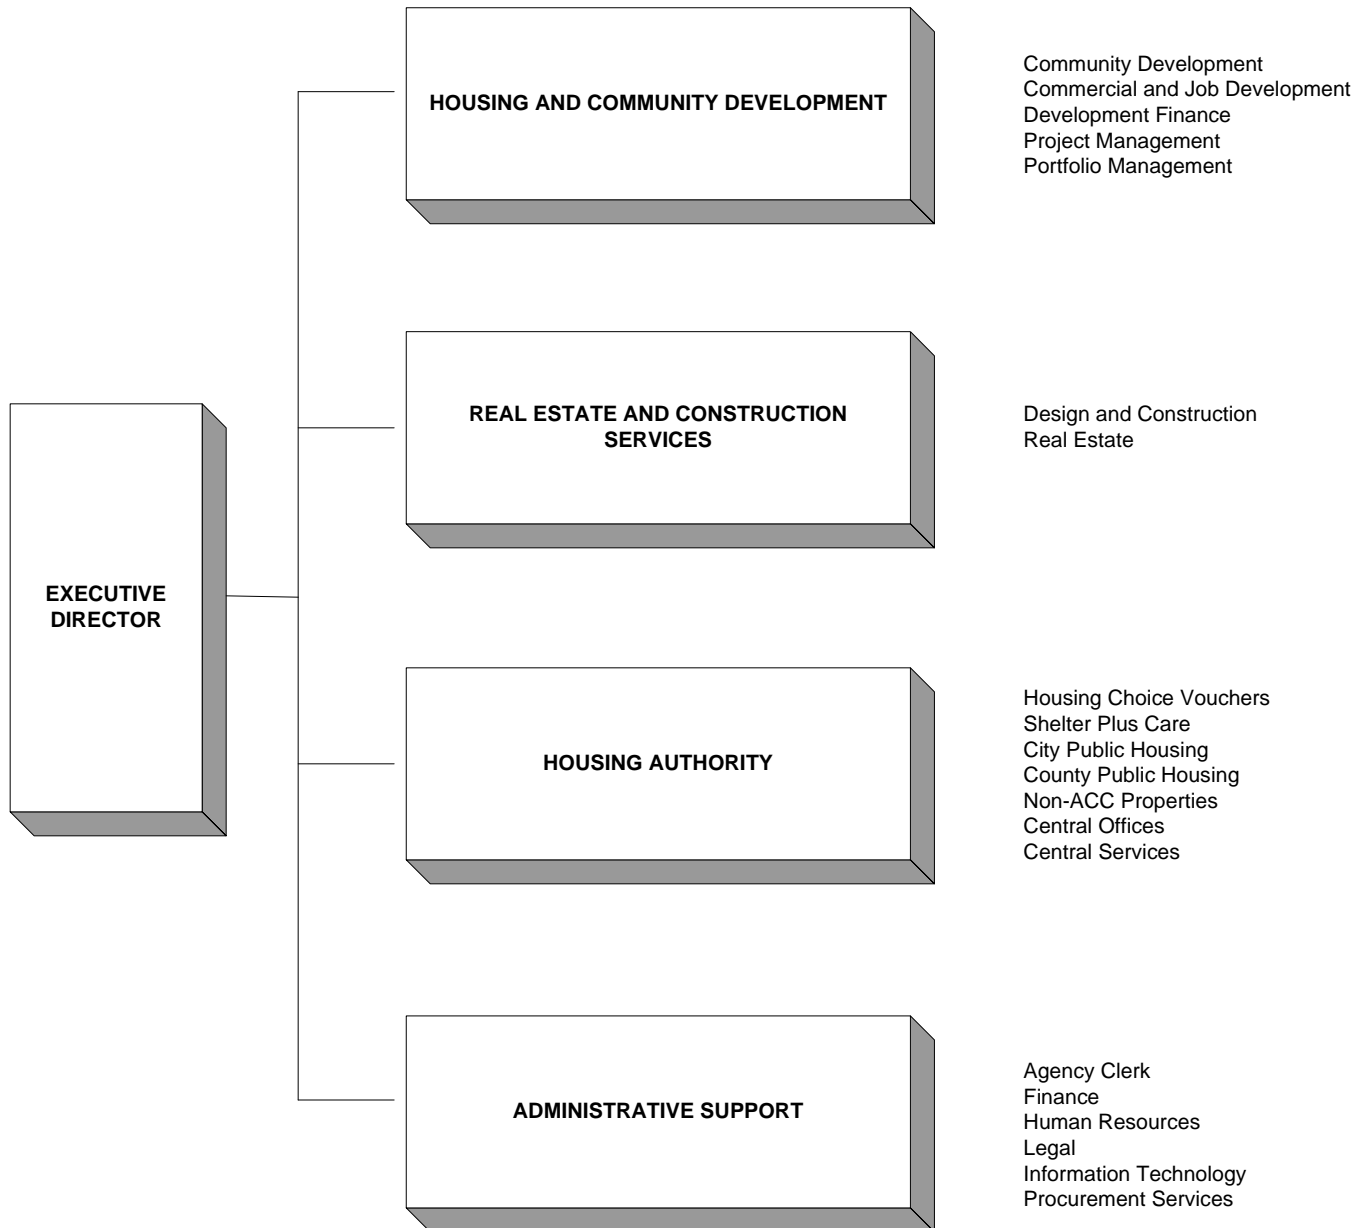 HOUSING AND COMMUNITY DEVELOPMENT
Community Development
Commercial and Job Development
Development Finance
Project Management
Portfolio Management
REAL ESTATE AND CONSTRUCTION
SERVICES
Design and Construction
Real Estate
EXECUTIVE
DIRECTOR
HOUSING AUTHORITY
Housing Choice Vouchers
Shelter Plus Care
City Public Housing
County Public Housing
Non-ACC Properties
Central Offices
Central Services
ADMINISTRATIVE SUPPORT
Agency Clerk
Finance
Human Resources
Legal
Information Technology
Procurement Services